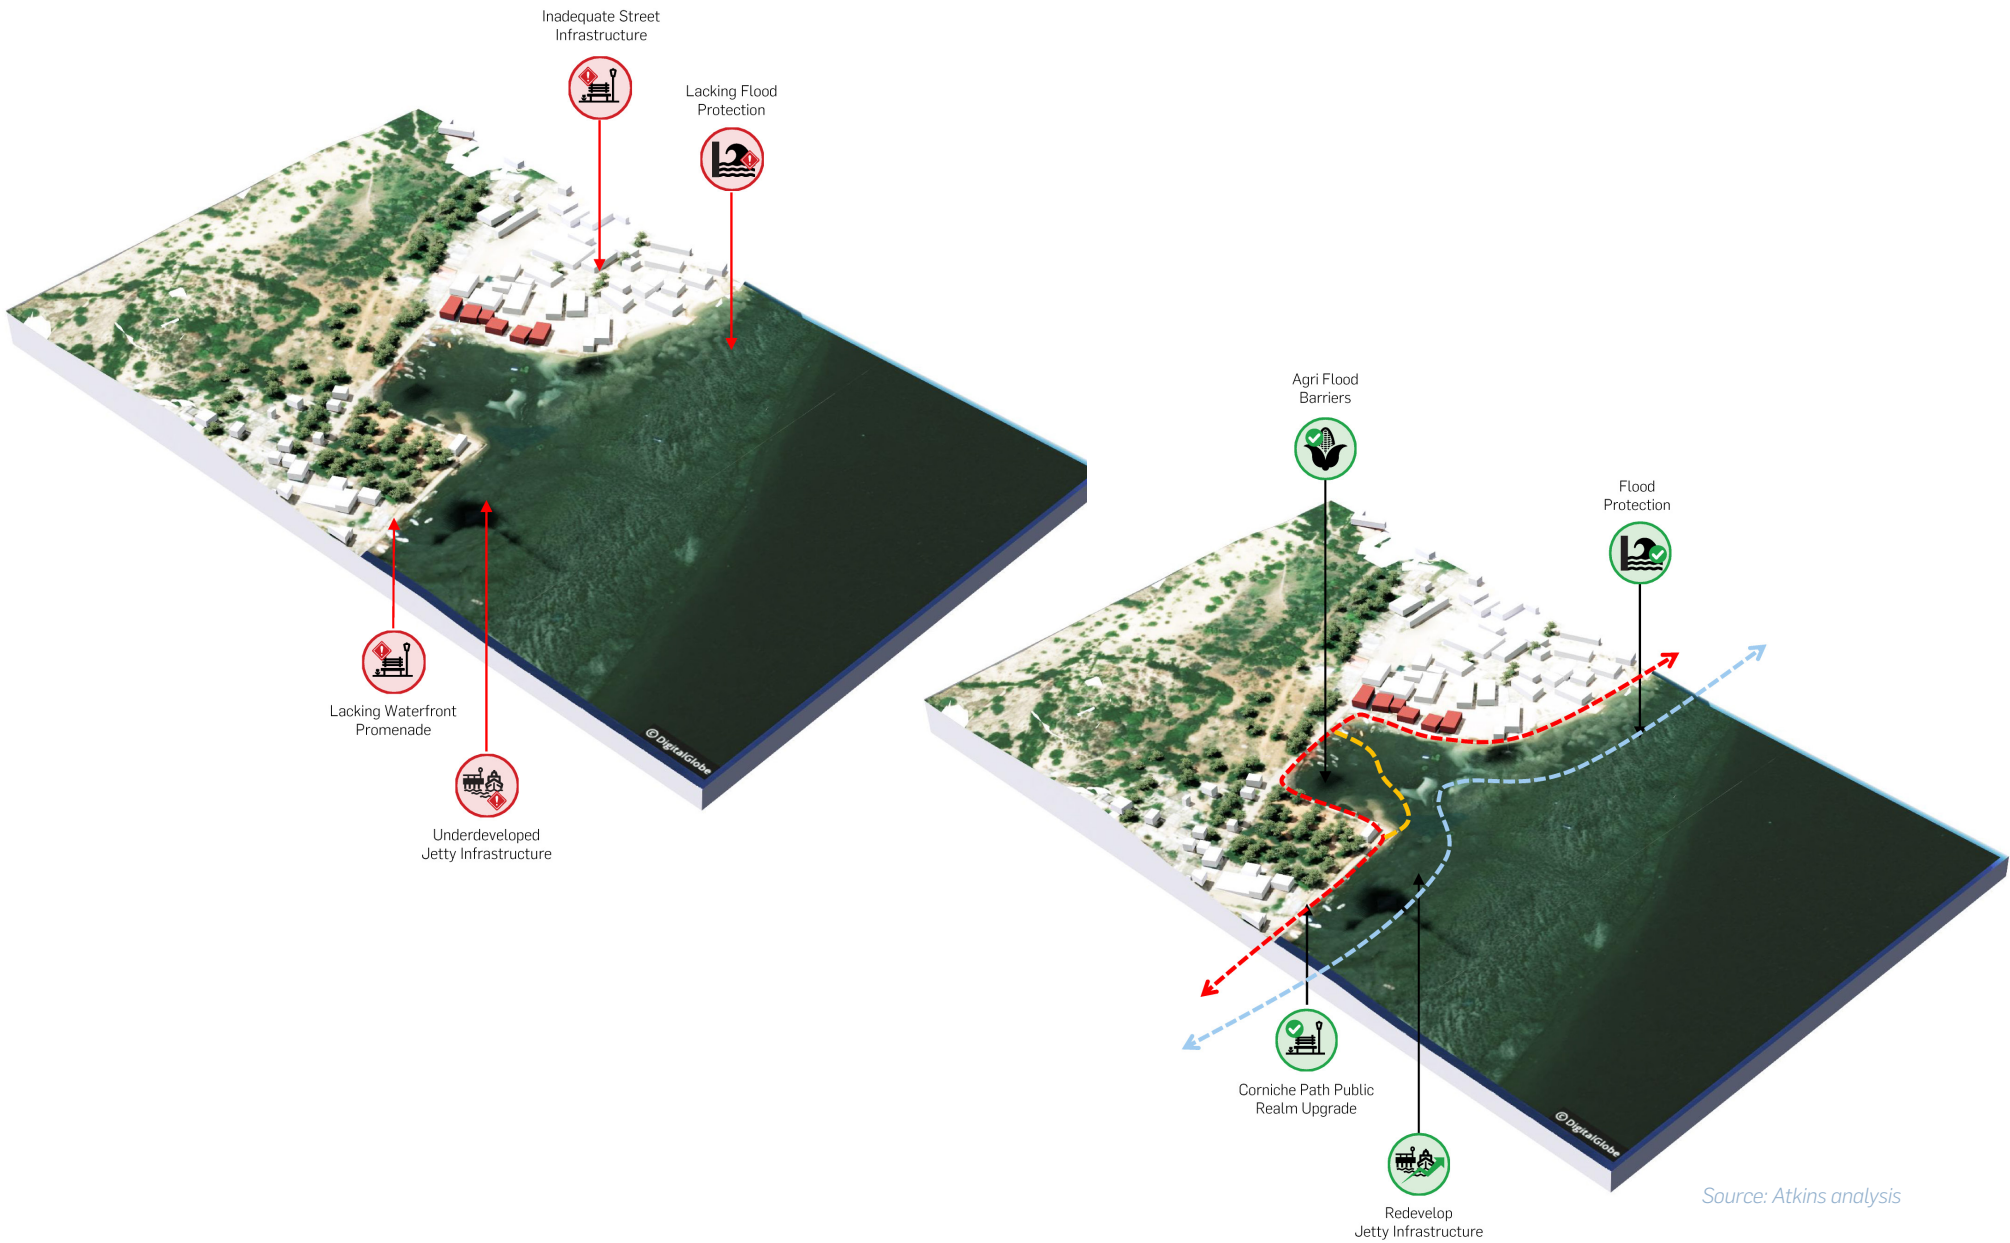 Inadequate Street
Infrastructure
Lacking Flood
Protection
Lacking Waterfront
Promenade
Underdeveloped
Jetty Infrastructure
© DigitalGlobe
Agri Flood
Barriers
Flood
Protection
Corniche Path Public
Realm Upgrade
Redevelop
Jetty Infrastructure
© DigitalGlobe
Source: Atkins analysis